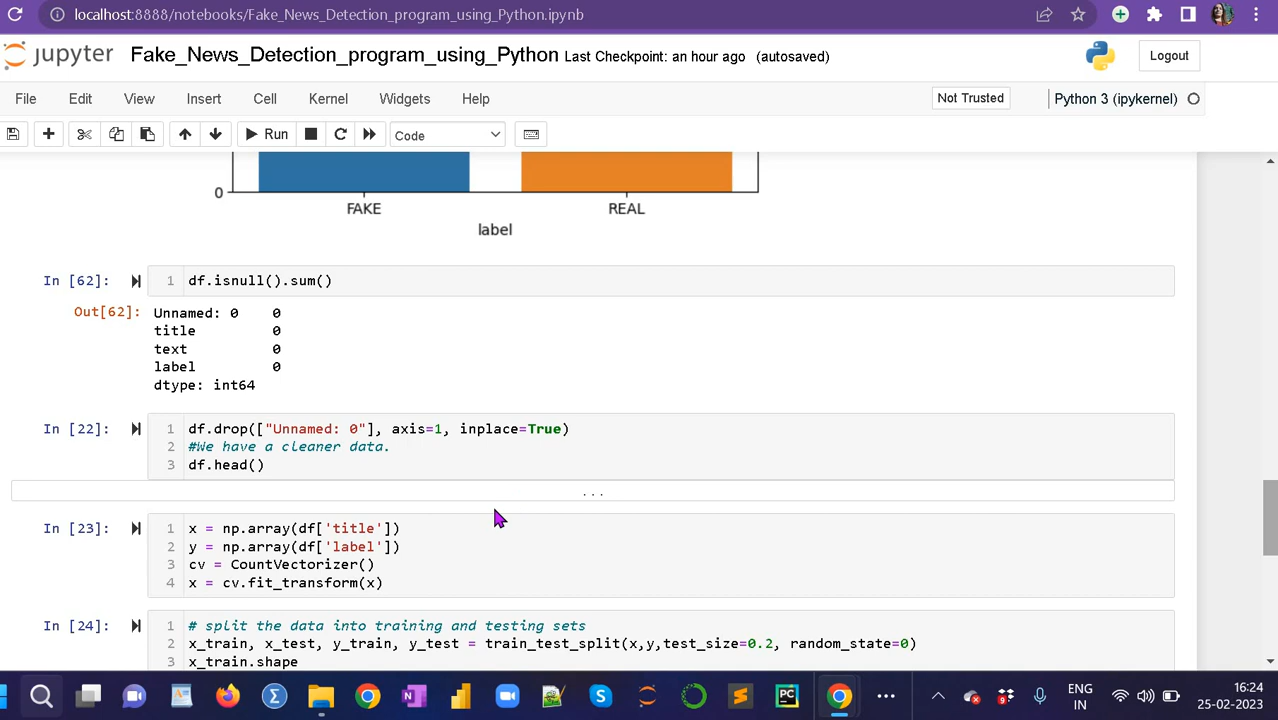 localhost:8888/notebooks/Fake_News_Detection_program_using_Python.ipynb
jupyter Fake_News_Detection_program_using_Python Last Checkpoint: an hour ago (autosaved) Logout
File Edit View Insert Cell Kernel Widgets Help Not Trusted Python 3 (ipykernel)
Run Code
0
FAKE REAL
label
In [62]: 1 df.isnull().sum()
Out[62]: Unnamed: 0 0
title 0
text 0
label 0
dtype: int64
In [22]: 1 df.drop(["Unnamed: 0"], axis=1, inplace=True)
2 #We have a cleaner data.
3 df.head()
...
In [23]: 1 x = np.array(df['title'])
2 y = np.array(df['label'])
3 cv = CountVectorizer()
4 x = cv.fit_transform(x)
In [24]: 1 # split the data into training and testing sets
2 x_train, x_test, y_train, y_test = train_test_split(x,y,test_size=0.2, random_state=0)
3 x_train.shape
ENG 16:24
IN 25-02-2023